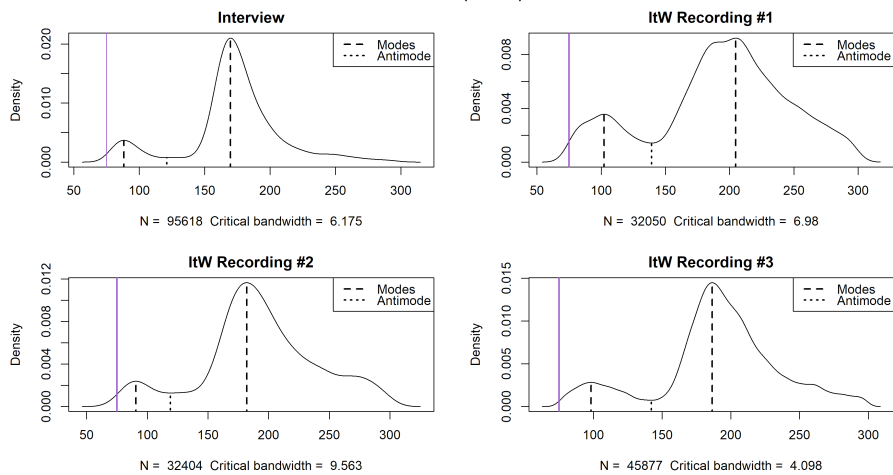 Interview
Density
0.000 0.010 0.020
Modes
Antimode
50 100 150 200 250 300
N = 95618 Critical bandwidth = 6.175
ItW Recording #1
Density
0.000 0.004 0.008
Modes
Antimode
50 100 150 200 250 300
N = 32050 Critical bandwidth = 6.98
ItW Recording #2
Density
0.000 0.004 0.008 0.012
Modes
Antimode
50 100 150 200 250 300
N = 32404 Critical bandwidth = 9.563
ItW Recording #3
Density
0.000 0.005 0.010 0.015
Modes
Antimode
100 150 200 250 300
N = 45877 Critical bandwidth = 4.098